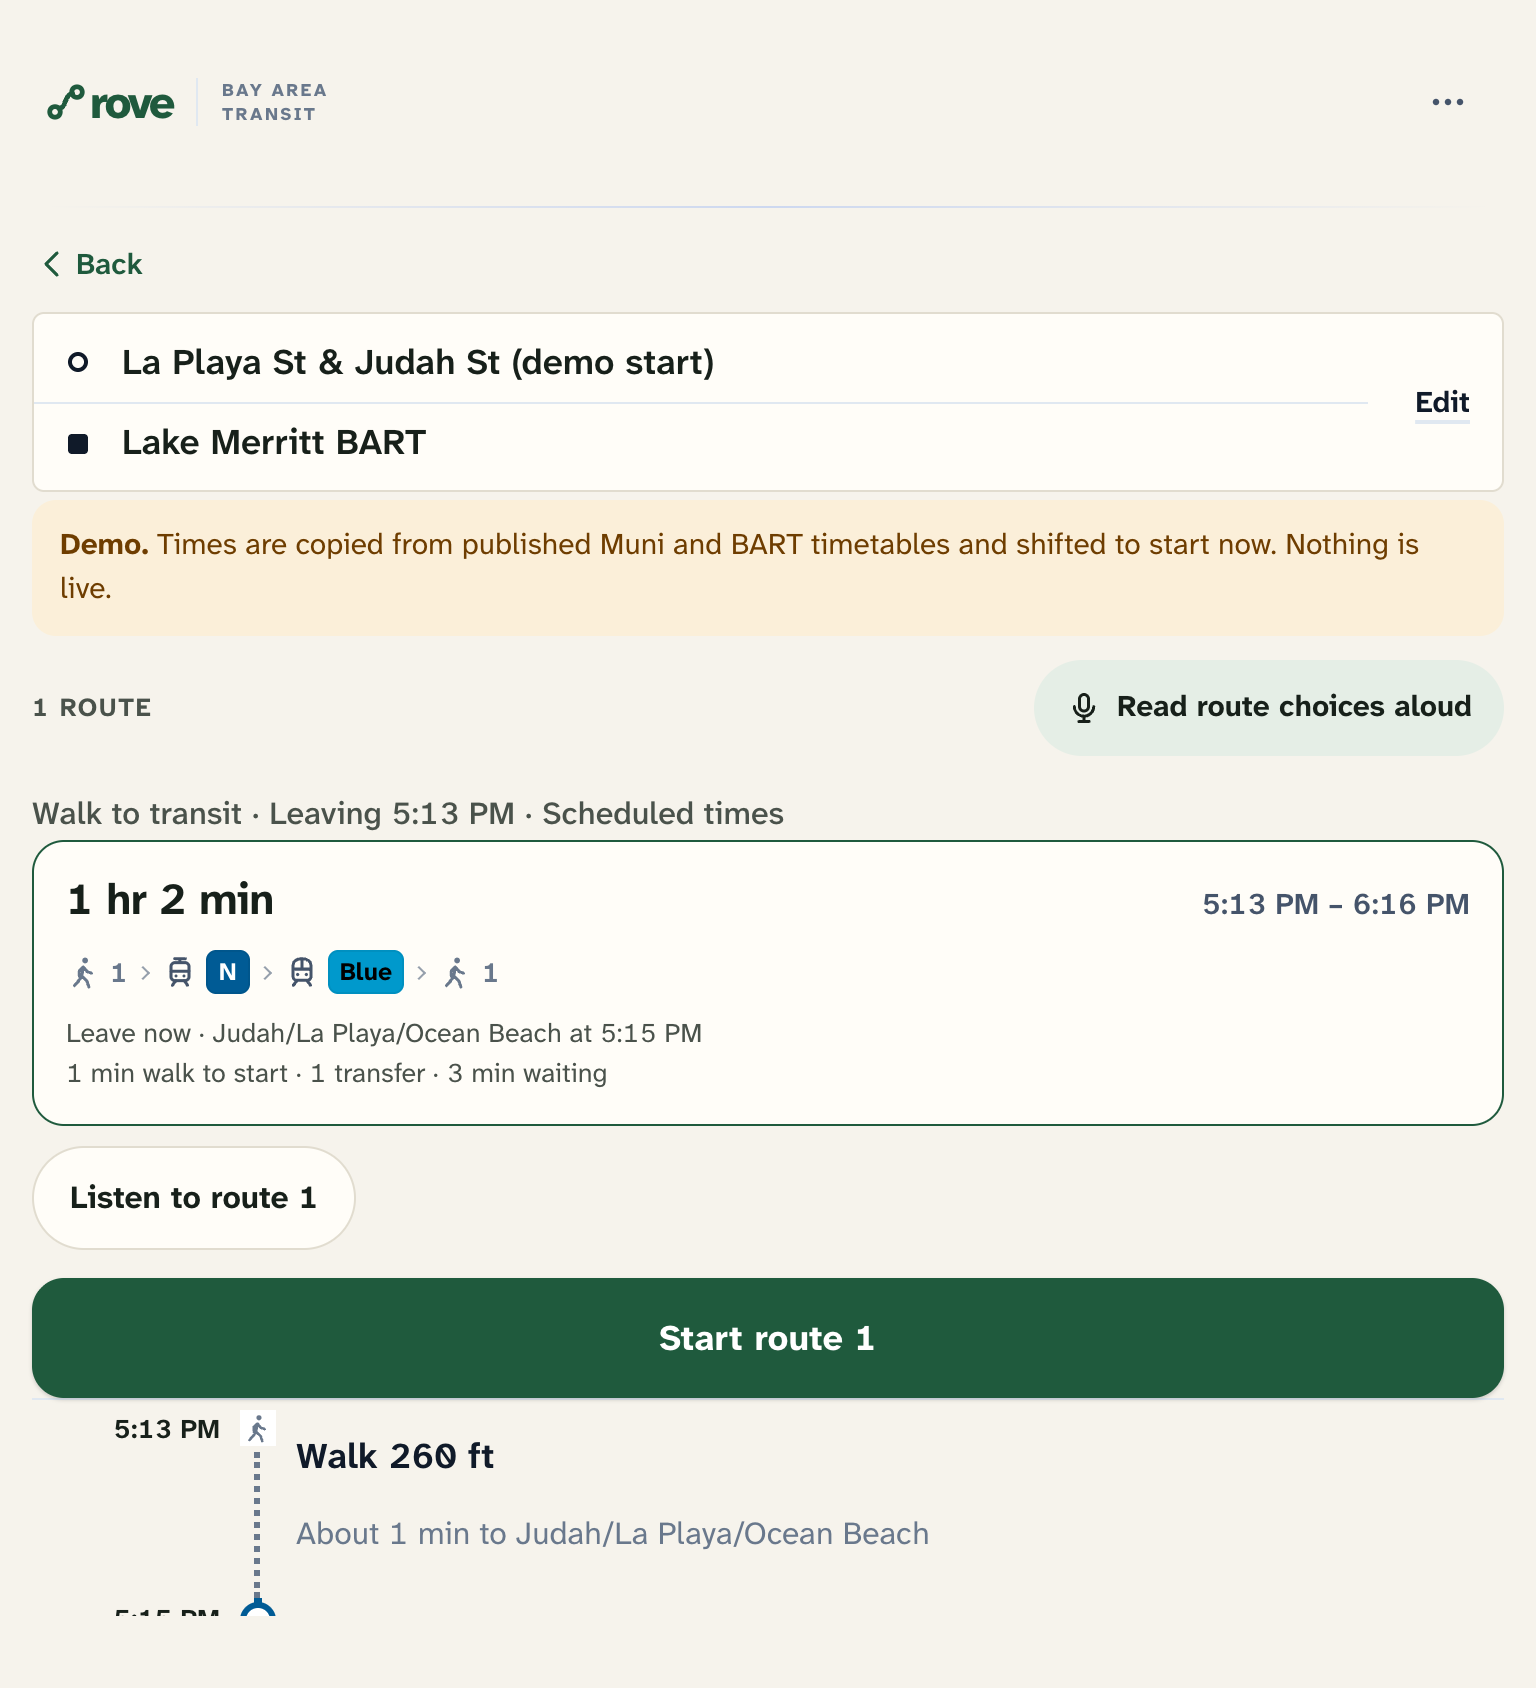 rove
BAY AREA
TRANSIT
Back
La Playa St & Judah St (demo start)
Edit
Lake Merritt BART
Demo. Times are copied from published Muni and BART timetables and shifted to start now. Nothing is
live.
1 ROUTE
Read route choices aloud
Walk to transit · Leaving 5:13 PM · Scheduled times
1 hr 2 min
5:13 PM – 6:16 PM
1 › N › Blue › 1
Leave now · Judah/La Playa/Ocean Beach at 5:15 PM
1 min walk to start · 1 transfer · 3 min waiting
Listen to route 1
Start route 1
5:13 PM
Walk 260 ft
About 1 min to Judah/La Playa/Ocean Beach
5:15 PM